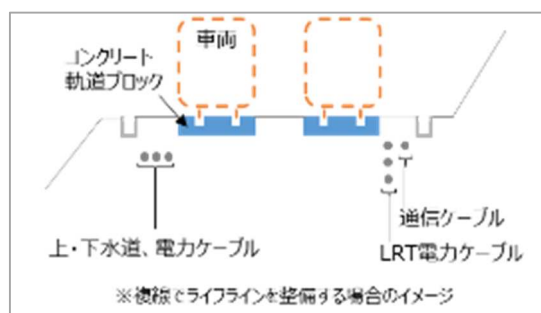 車両
コンクリート
軌道ブロック
通信ケーブル
上・下水道、電力ケーブル
LRT電力ケーブル
※複線でライフラインを整備する場合のイメージ